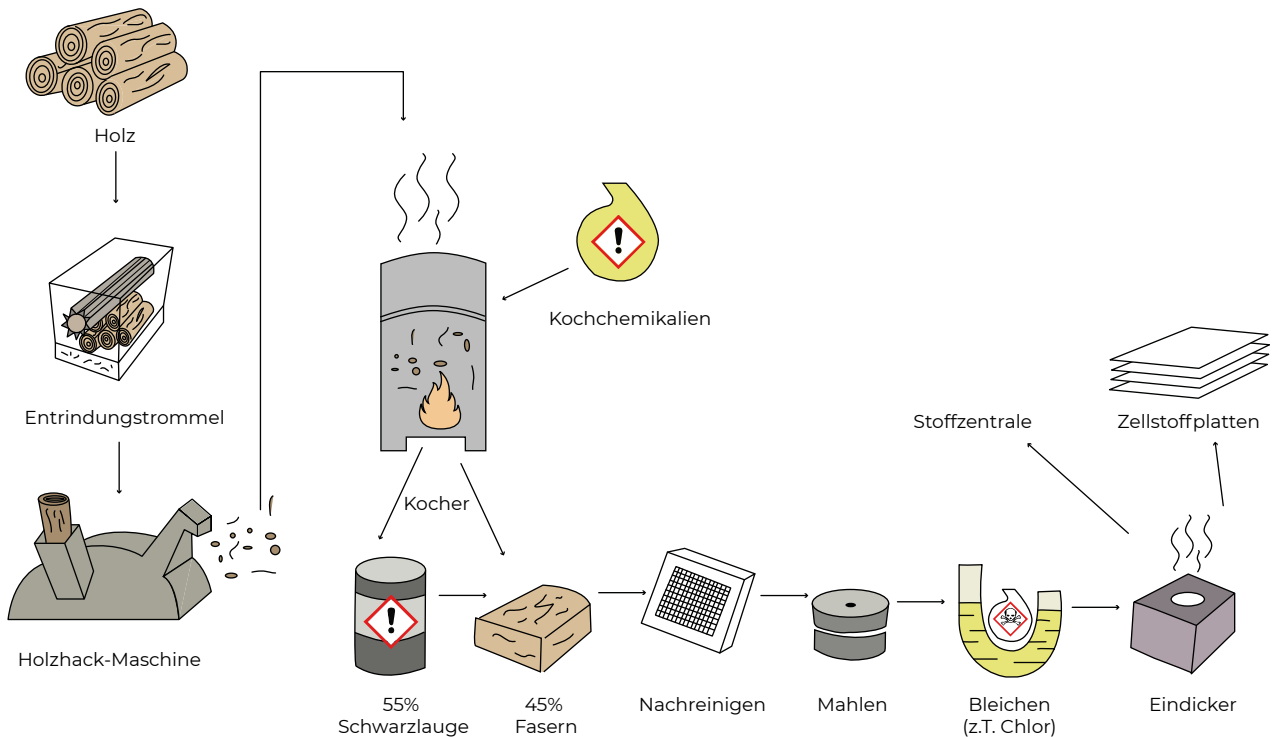 Holz
Entrindungstrommel
Holzhack-Maschine
Kochchemikalien
Kocher
55%
Schwarzlauge
45%
Fasern
Nachreinigen
Mahlen
Bleichen
(z.T. Chlor)
Eindicker
Stoffzentrale
Zellstoffplatten